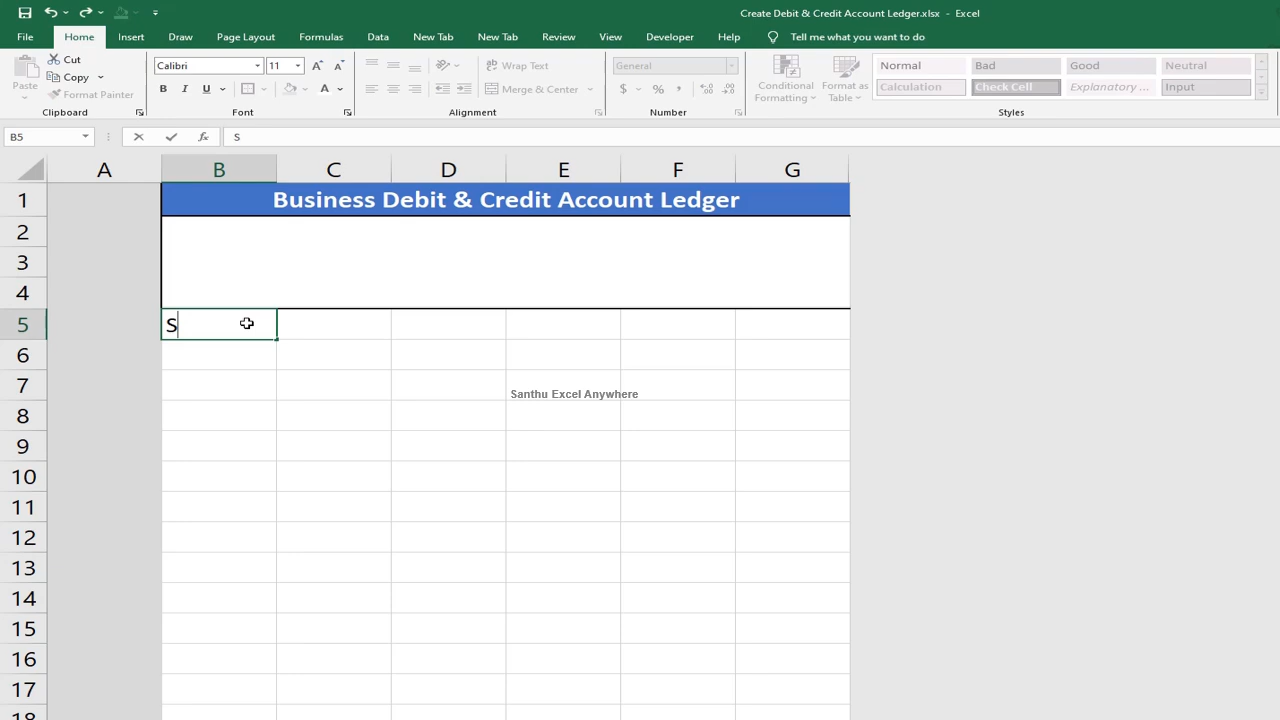 Create Debit & Credit Account Ledger.xlsx - Excel
File Home Insert Draw Page Layout Formulas Data New Tab New Tab Review View Developer Help Tell me what you want to do
Paste
Cut
Copy
Format Painter
Clipboard
Calibri 11
B I U A
Font
Wrap Text
Merge & Center
Alignment
General
$ % ,
Number
Conditional Formatting
Format as Table
Normal Bad Good Neutral
Calculation Check Cell Explanatory ... Input
Styles
B5 fx S
A B C D E F G
1 Business Debit & Credit Account Ledger
2
3
4
5 S
6
7
Santhu Excel Anywhere
8
9
10
11
12
13
14
15
16
17
18